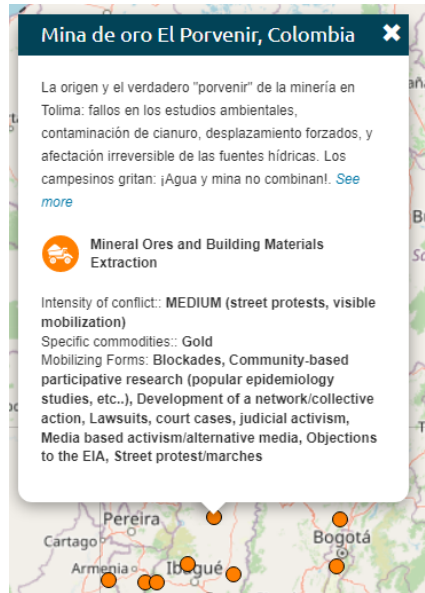 Mina de oro El Porvenir, Colombia
La origen y el verdadero "porvenir" de la minería en
Tolima: fallos en los estudios ambientales,
contaminación de cianuro, desplazamiento forzados, y
afectación irreversible de las fuentes hídricas. Los
campesinos gritan: ¡Agua y mina no combinan!. See
more
Mineral Ores and Building Materials
Extraction
Intensity of conflict:: MEDIUM (street protests, visible
mobilization)
Specific commodities:: Gold
Mobilizing Forms: Blockades, Community-based
participative research (popular epidemiology
studies, etc..), Development of a network/collective
action, Lawsuits, court cases, judicial activism,
Media based activism/alternative media, Objections
to the EIA, Street protest/marches
Pereira
Cartago
Bogotá
Armenia
Ibagué